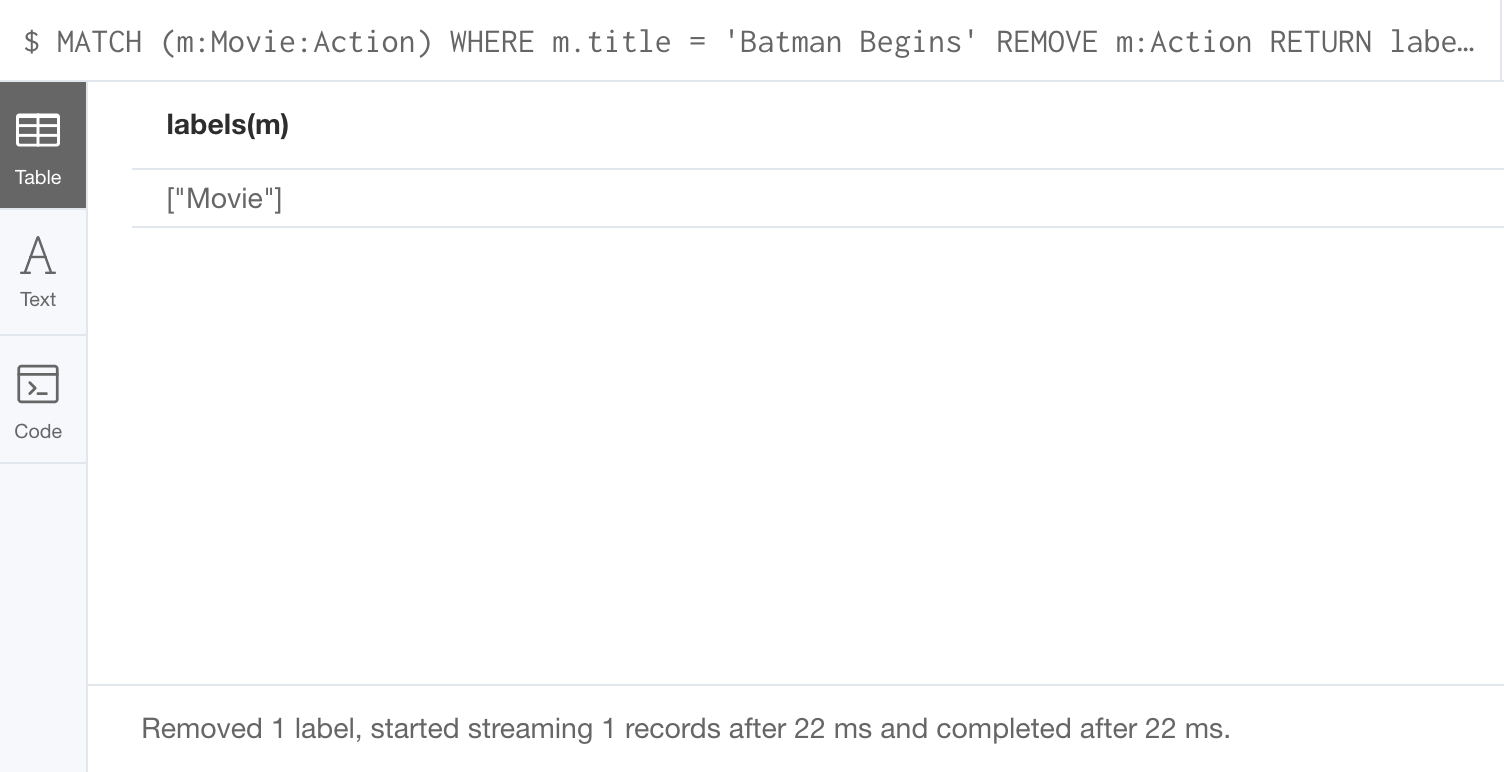 $ MATCH (m:Movie:Action) WHERE m.title = 'Batman Begins' REMOVE m:Action RETURN labe…
labels(m)
Table
["Movie"]
Text
Code
Removed 1 label, started streaming 1 records after 22 ms and completed after 22 ms.